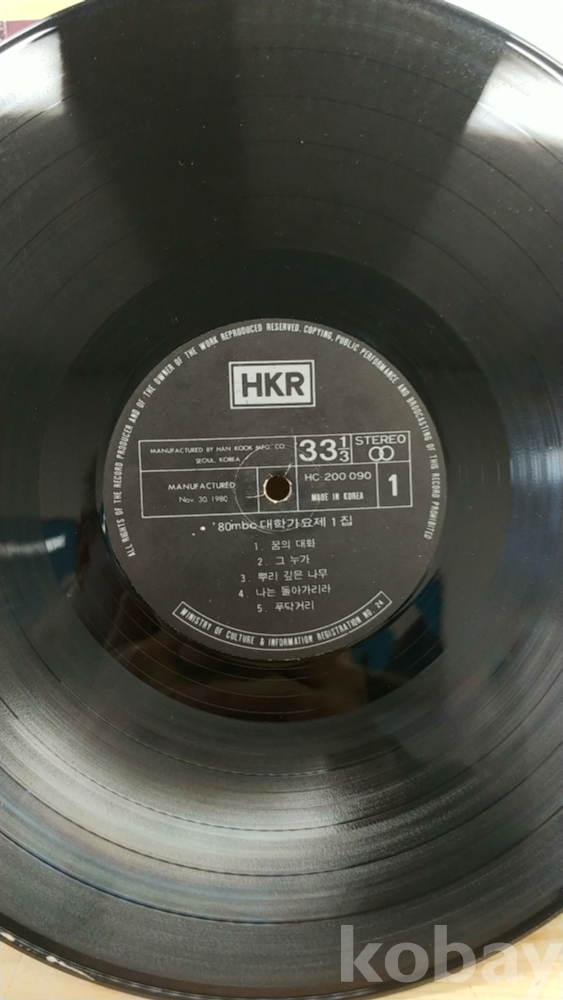 ALL RIGHTS OF THE RECORD PRODUCER AND OF THE OWNER OF THE WORK REPRODUCED RESERVED. COPYING, PUBLIC PERFORMANCE AND BROADCASTING OF THIS RECORD PROHIBITED
HKR
MANUFACTURED BY HAN KOOK MFG. CO.
SEOUL, KOREA
33 1/3
STEREO
MANUFACTURED
Nov. 30. 1980
HC-200 090
MADE IN KOREA
1
'80mbc 대학가요제 1집
1. 꿈의 대화
2. 그 누가
3. 뿌리 깊은 나무
4. 나는 돌아가리라
5. 푸닥거리
MINISTRY OF CULTURE & INFORMATION REGISTRATION NO. 24
kobay